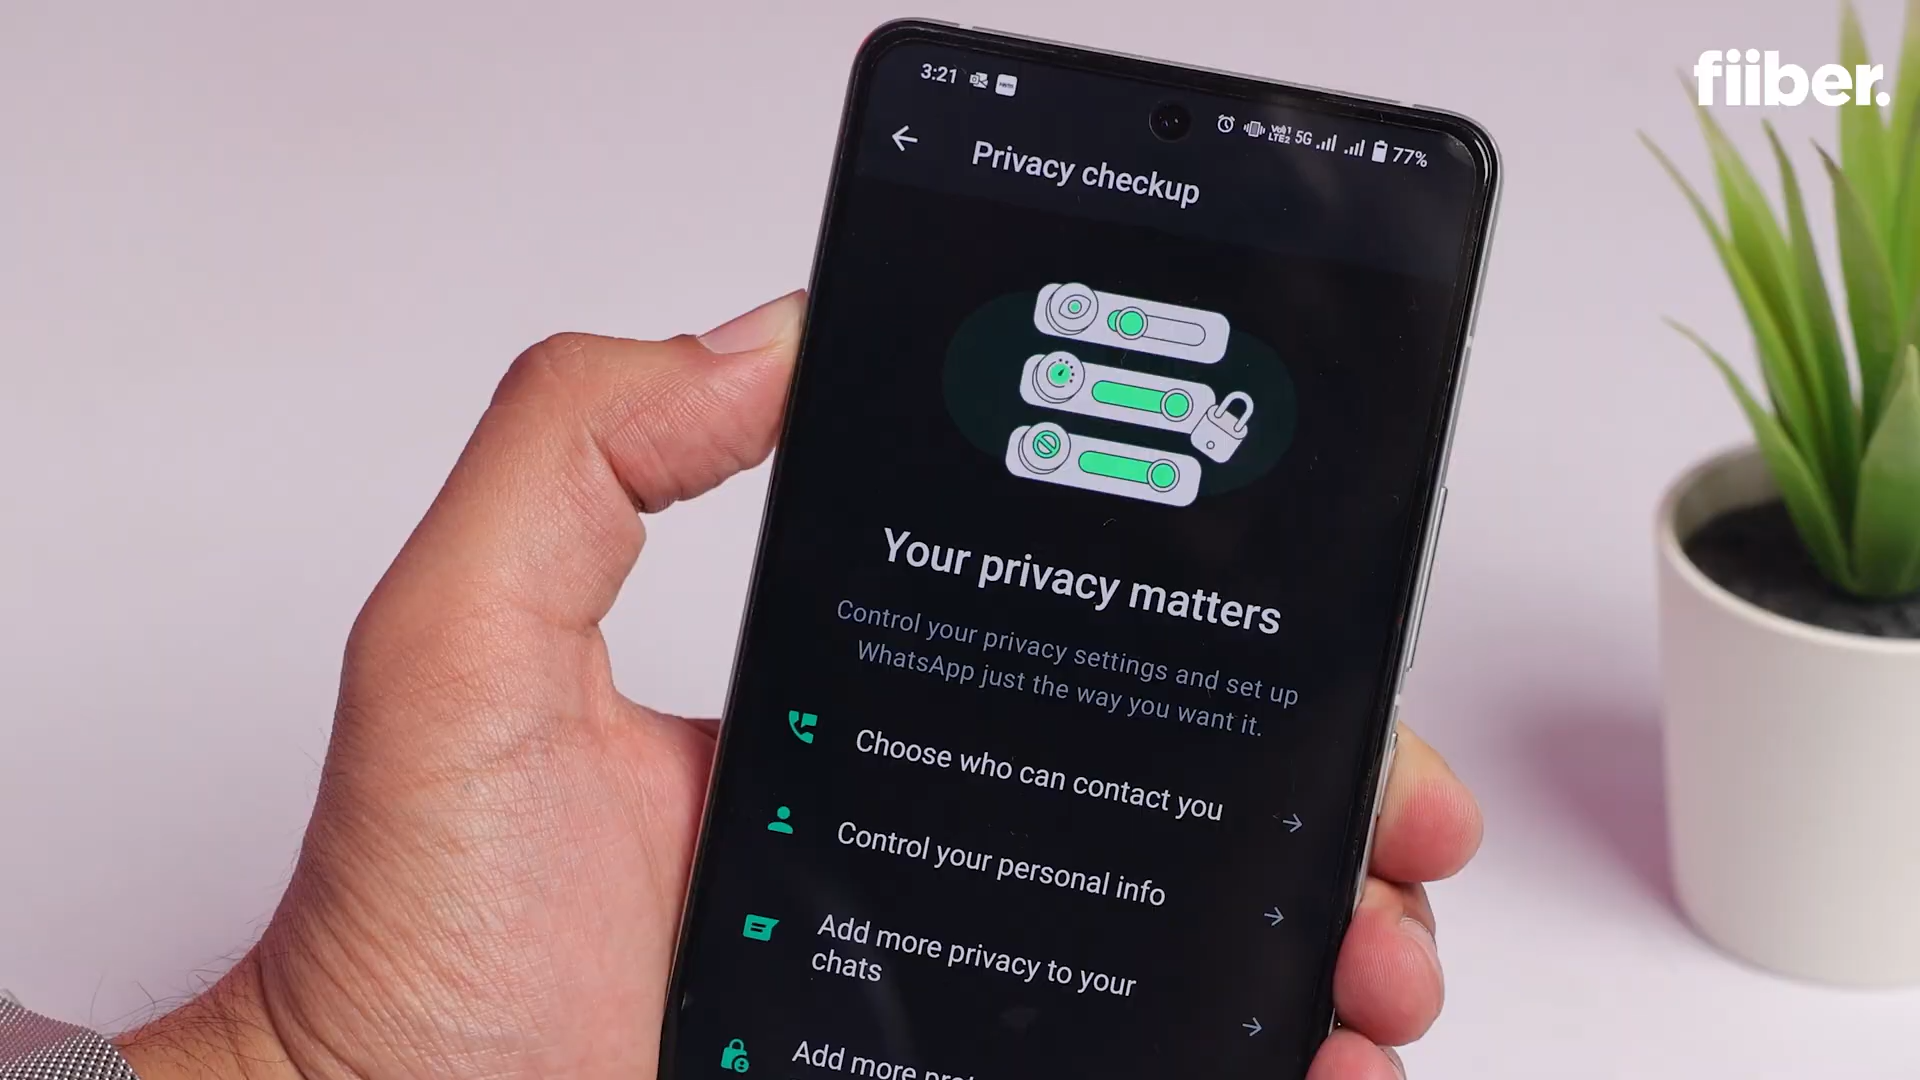 fiiber.
3:21
5G 77%
Privacy checkup
Your privacy matters
Control your privacy settings and set up
WhatsApp just the way you want it.
Choose who can contact you
Control your personal info
Add more privacy to your
chats
Add more